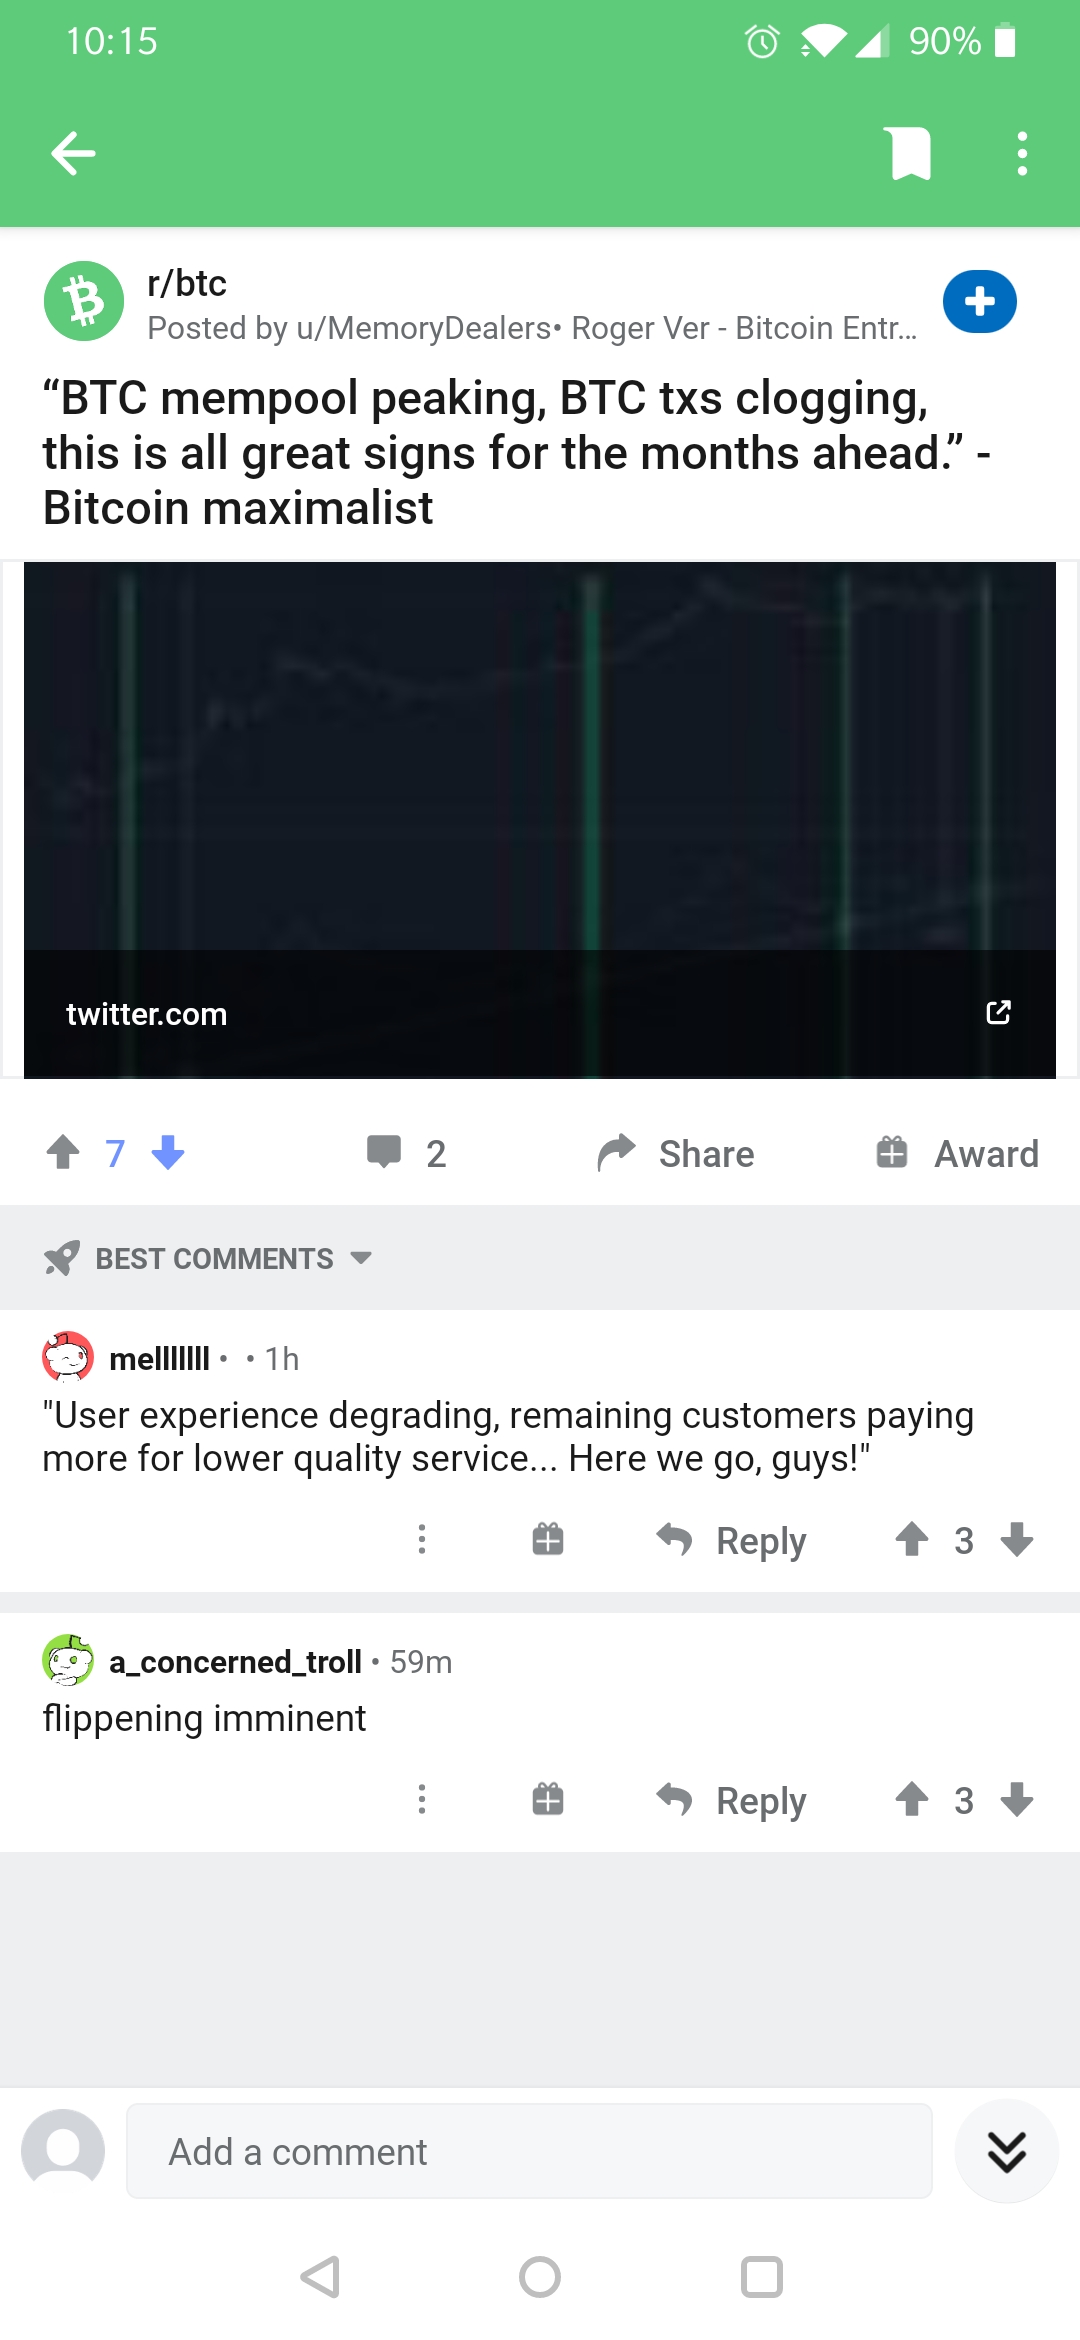 10:15
90%
r/btc
Posted by u/MemoryDealers• Roger Ver - Bitcoin Entr...
“BTC mempool peaking, BTC txs clogging,
this is all great signs for the months ahead.” -
Bitcoin maximalist
twitter.com
7
2
Share
Award
BEST COMMENTS
melllllll • • 1h
"User experience degrading, remaining customers paying
more for lower quality service... Here we go, guys!"
Reply
3
a_concerned_troll • 59m
flippening imminent
Reply
3
Add a comment